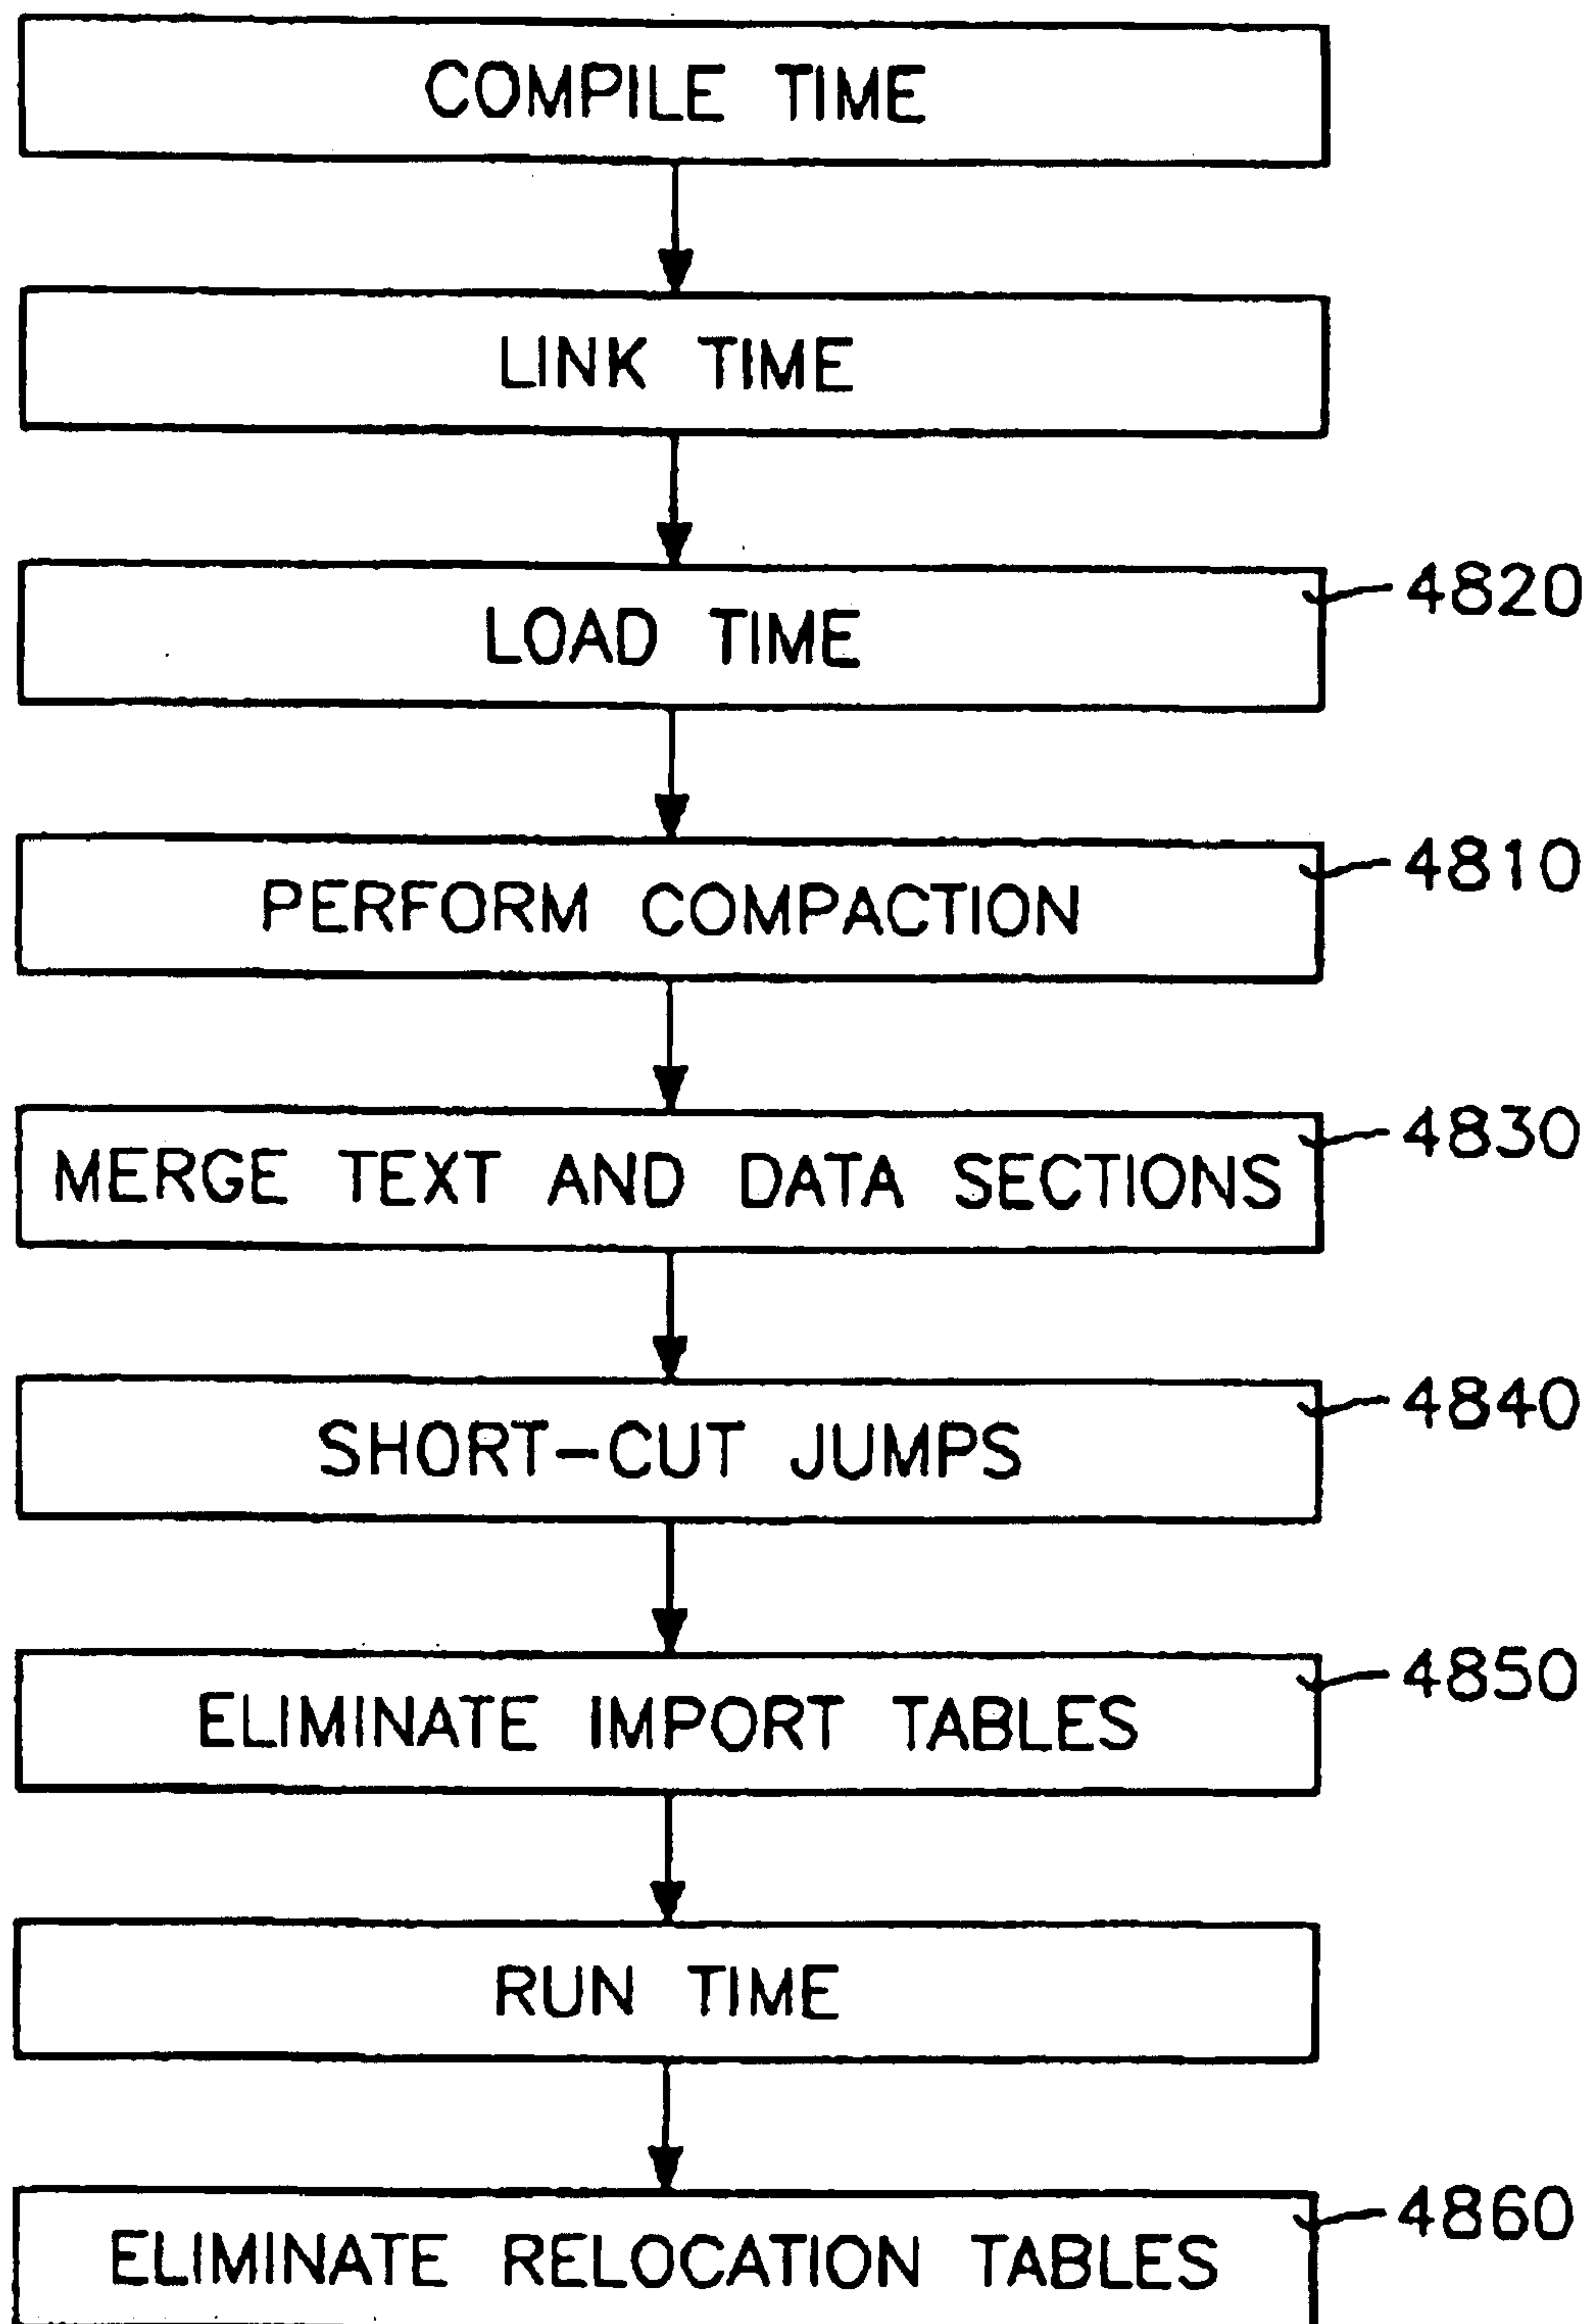 COMPILE TIME
LINK TIME
LOAD TIME
4820
PERFORM COMPACTION
4810
MERGE TEXT AND DATA SECTIONS
4830
SHORT-CUT JUMPS
4840
ELIMINATE IMPORT TABLES
4850
RUN TIME
ELIMINATE RELOCATION TABLES
4860